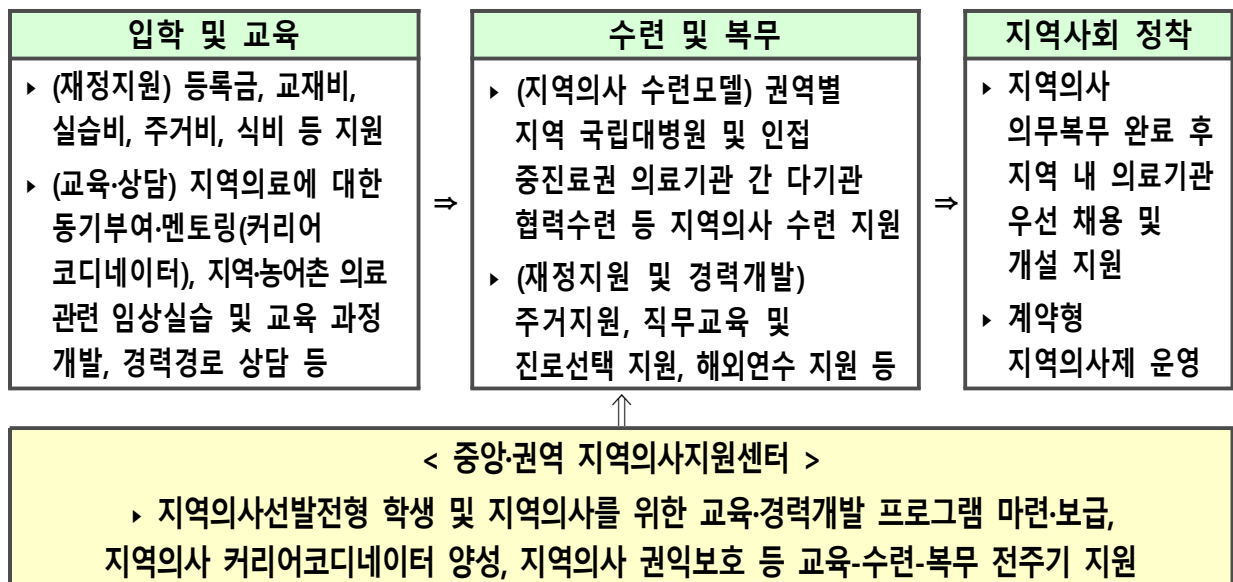 입학 및 교육
▸ (재정지원) 등록금, 교재비,
실습비, 주거비, 식비 등 지원
▸ (교육·상담) 지역의료에 대한
동기부여·멘토링(커리어
코디네이터), 지역·농어촌 의료
관련 임상실습 및 교육 과정
개발, 경력경로 상담 등
⇒
수련 및 복무
▸ (지역의사 수련모델) 권역별
지역 국립대병원 및 인접
중진료권 의료기관 간 다기관
협력수련 등 지역의사 수련 지원
▸ (재정지원 및 경력개발)
주거지원, 직무교육 및
진로선택 지원, 해외연수 지원 등
⇒
지역사회 정착
▸ 지역의사
의무복무 완료 후
지역 내 의료기관
우선 채용 및
개설 지원
▸ 계약형
지역의사제 운영
⇑
< 중앙·권역 지역의사지원센터 >
▸ 지역의사선발전형 학생 및 지역의사를 위한 교육·경력개발 프로그램 마련·보급,
지역의사 커리어코디네이터 양성, 지역의사 권익보호 등 교육-수련-복무 전주기 지원